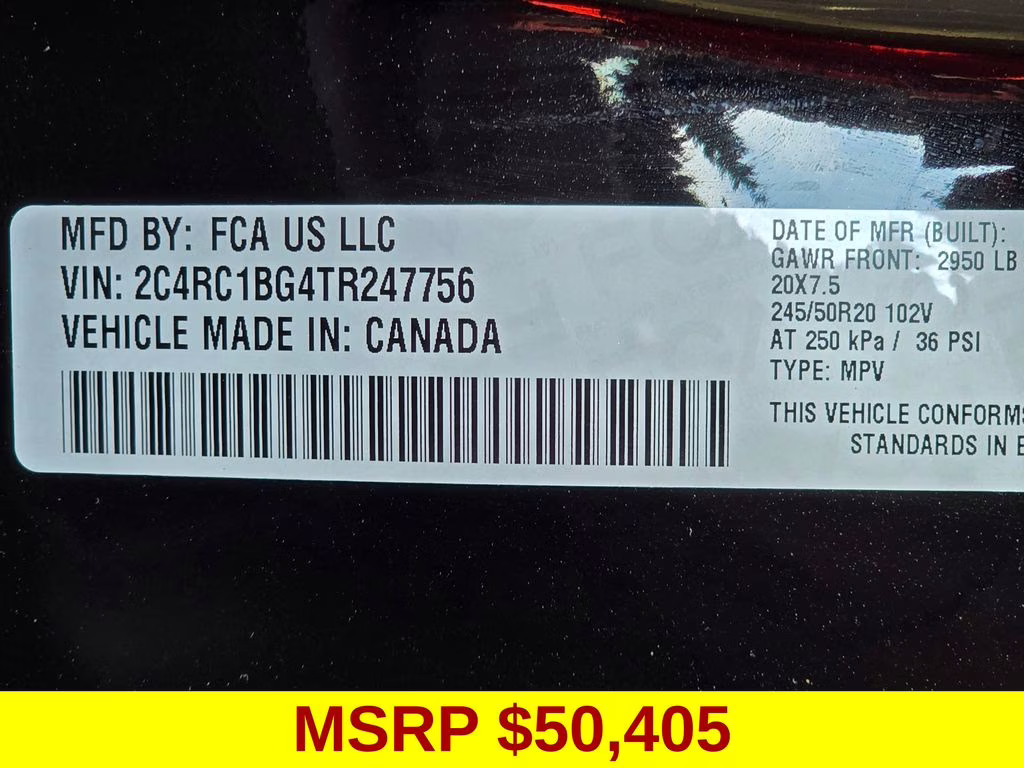 MFD BY: FCA US LLC
VIN: 2C4RC1BG4TR247756
VEHICLE MADE IN: CANADA
DATE OF MFR (BUILT):
GAWR FRONT: 2950 LB
20X7.5
245/50R20 102V
AT 250 kPa / 36 PSI
TYPE: MPV
THIS VEHICLE CONFORMS
STANDARDS IN E
MSRP $50,405